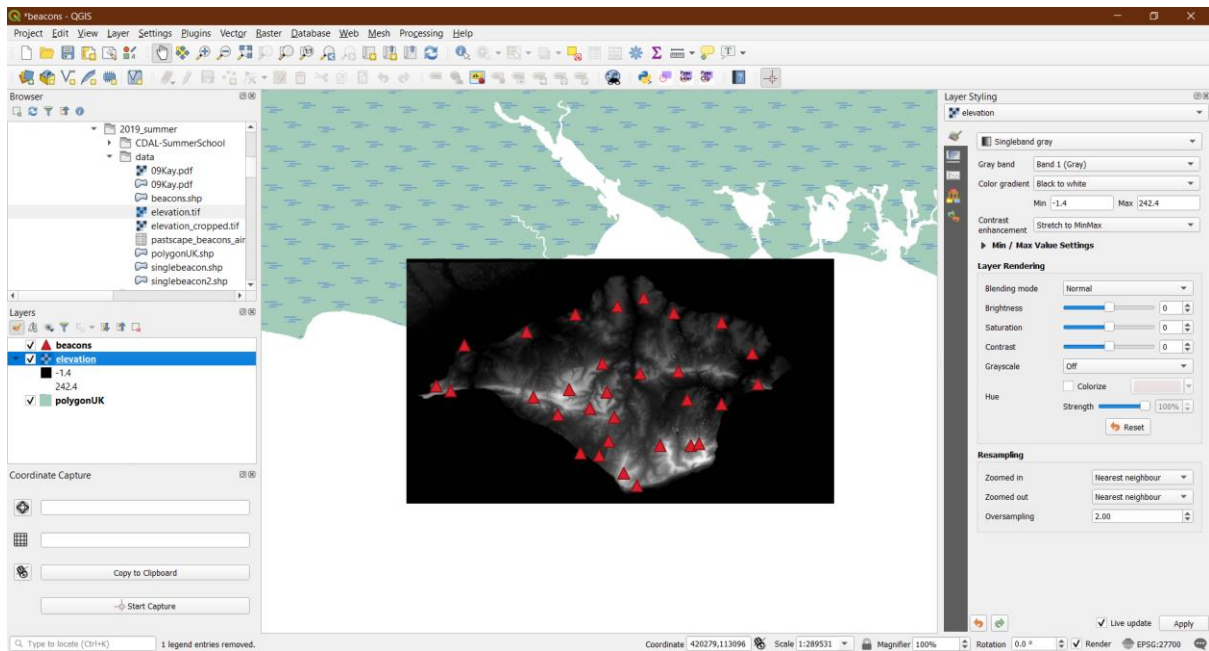 *beacons - QGIS
Project Edit View Layer Settings Plugins Vector Raster Database Web Mesh Processing Help
Browser
2019_summer
CDAL-SummerSchool
data
09Kay.pdf
09Kay.pdf
beacons.shp
elevation.tif
elevation_cropped.tif
pastscape_beacons_air
polygonUK.shp
singlebeacon.shp
singlebeacon2.shp
Layers
beacons
elevation
-1.4
242.4
polygonUK
Coordinate Capture
Copy to Clipboard
Start Capture
Layer Styling
elevation
Singleband gray
Gray band Band 1 (Gray)
Color gradient Black to white
Min -1.4 Max 242.4
Contrast
enhancement Stretch to MinMax
Min / Max Value Settings
Layer Rendering
Blending mode Normal
Brightness 0
Saturation 0
Contrast 0
Grayscale Off
Colorize
Hue
Strength 100%
Reset
Resampling
Zoomed in Nearest neighbour
Zoomed out Nearest neighbour
Oversampling 2.00
Live update Apply
Type to locate (Ctrl+K) 1 legend entries removed. Coordinate 420279,113096 Scale 1:289531 Magnifier 100% Rotation 0.0 ° Render EPSG:27700